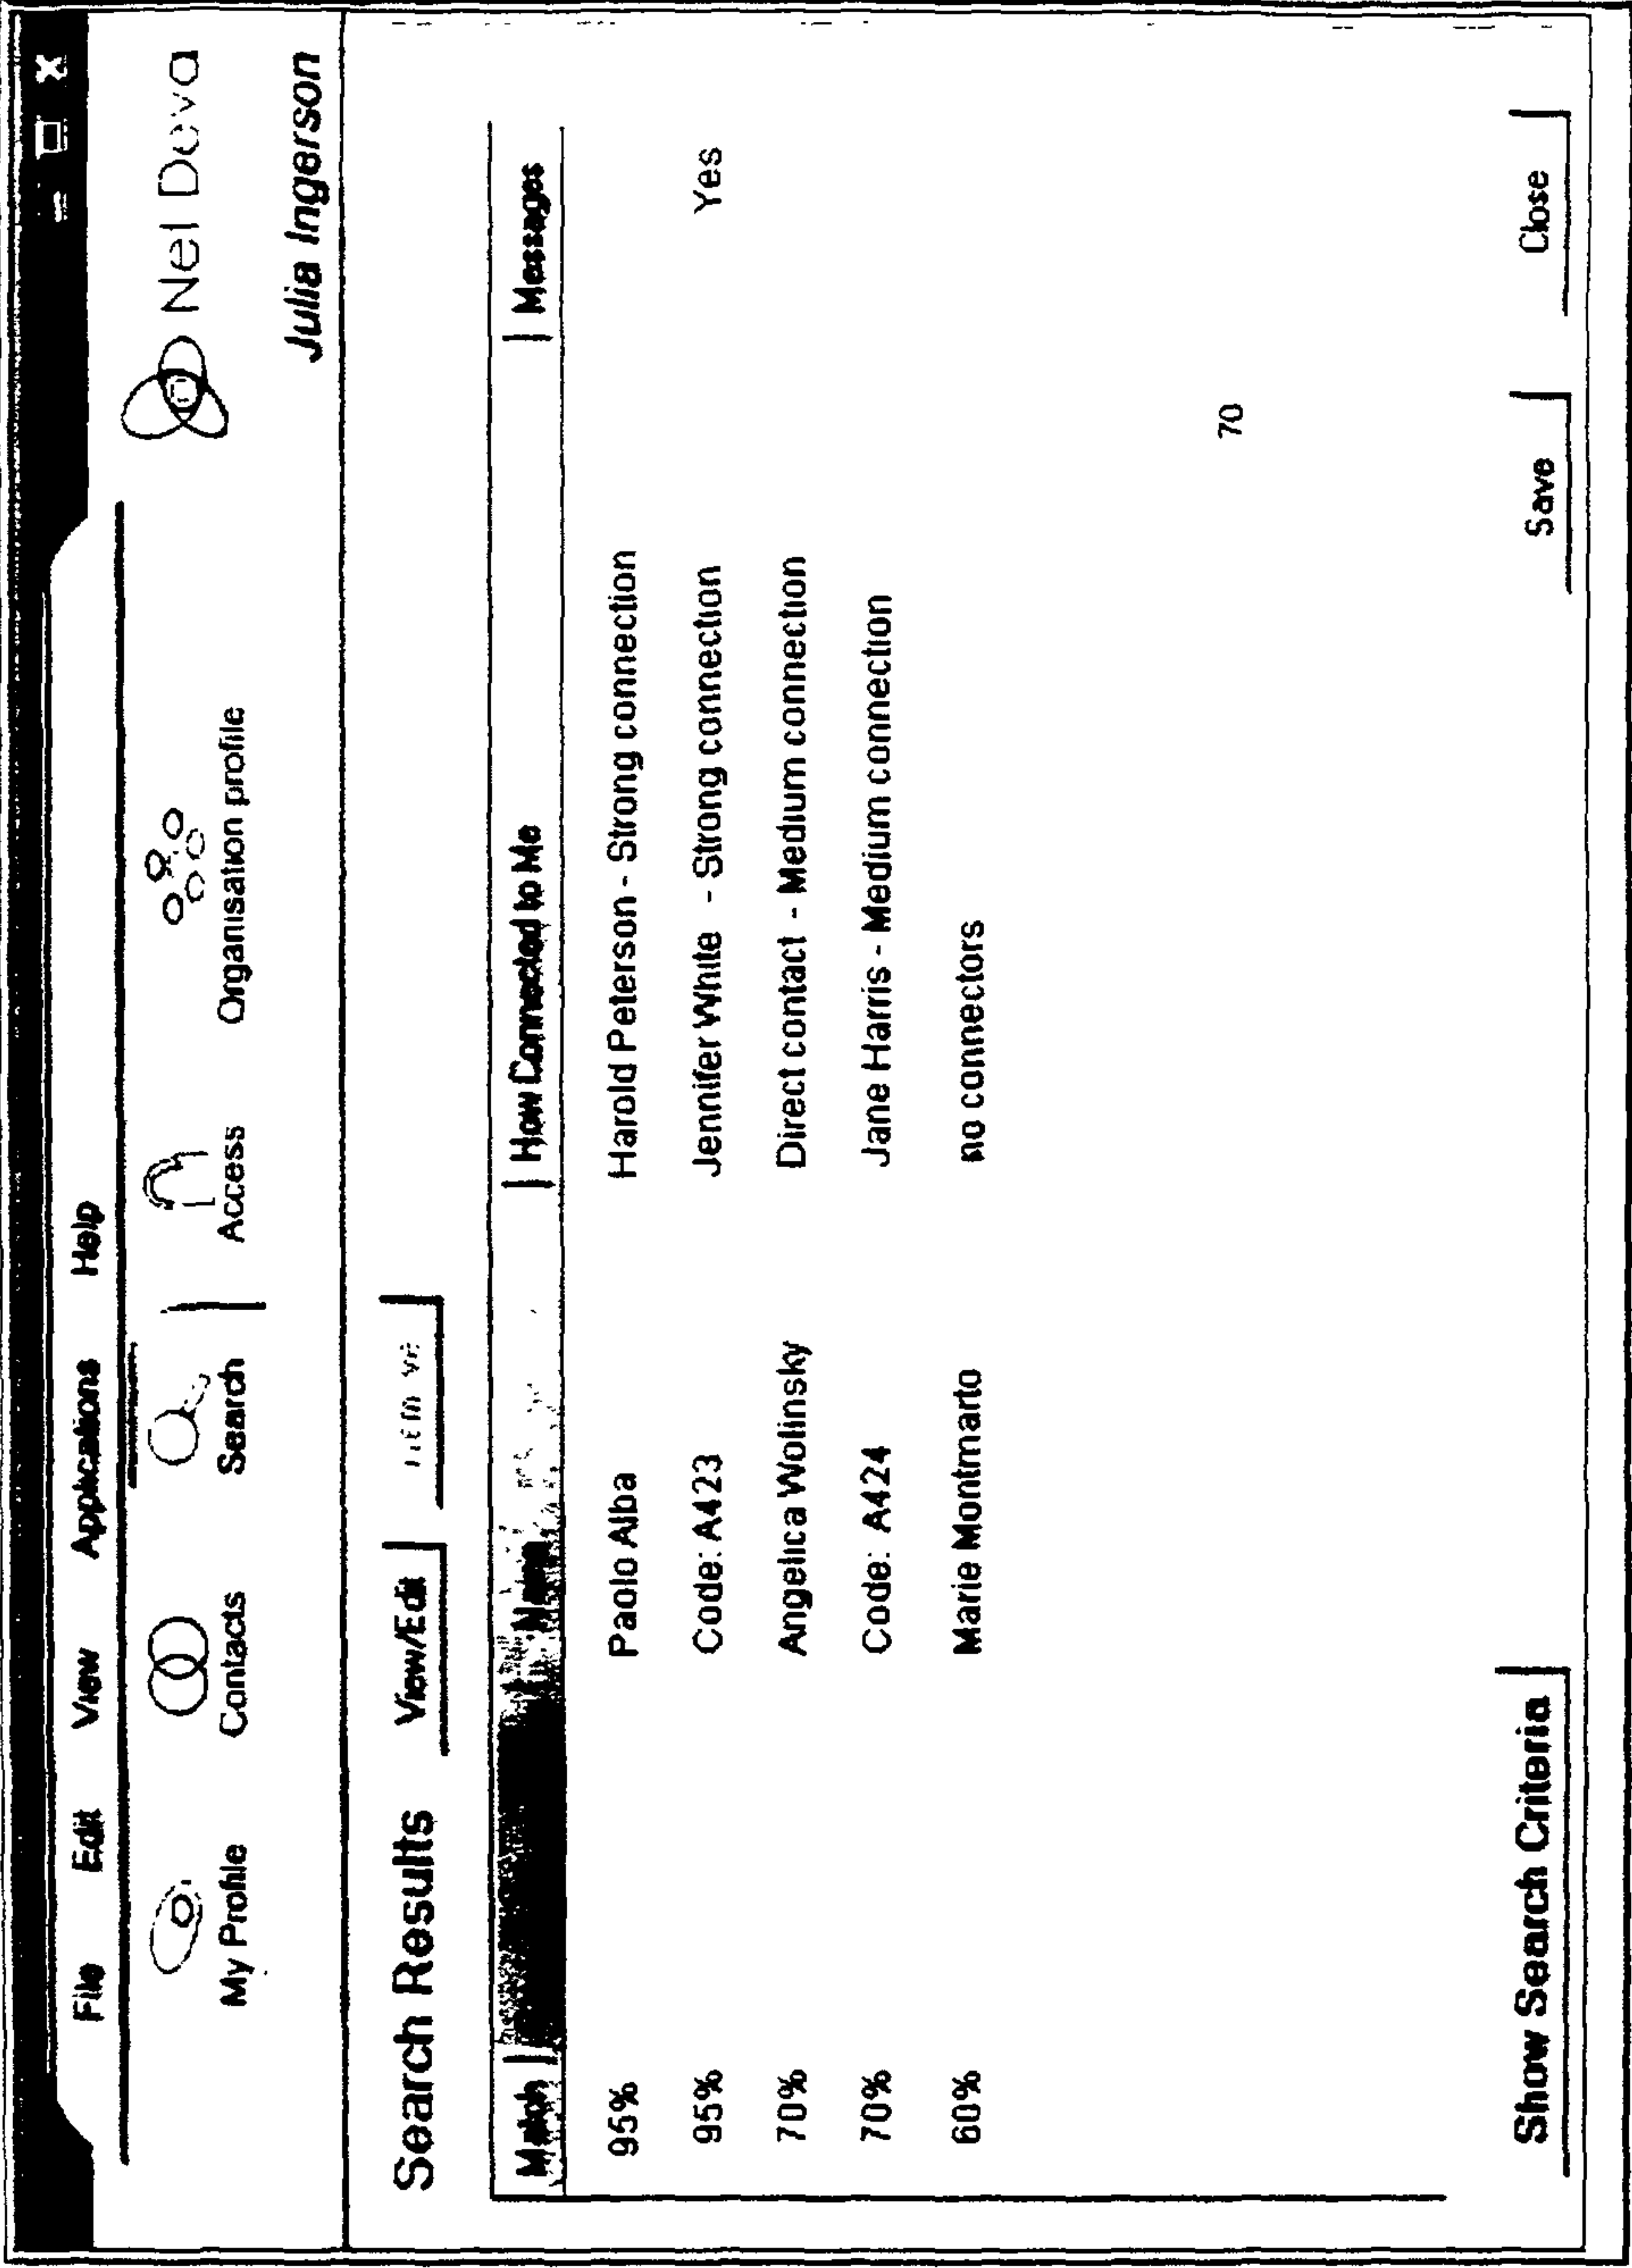 File Edit View Applications Help
My Profile Contacts Search Access Organisation profile Nel Deva
Julia Ingerson
Search Results View/Edit
Match Name How Connected to Me Messages
95% Paolo Alba Harold Peterson - Strong connection
95% Code: A423 Jennifer White - Strong connection Yes
70% Angelica Wolinsky Direct contact - Medium connection
70% Code: A424 Jane Harris - Medium connection
60% Marie Montmarto no connectors
70
Show Search Criteria Save Close